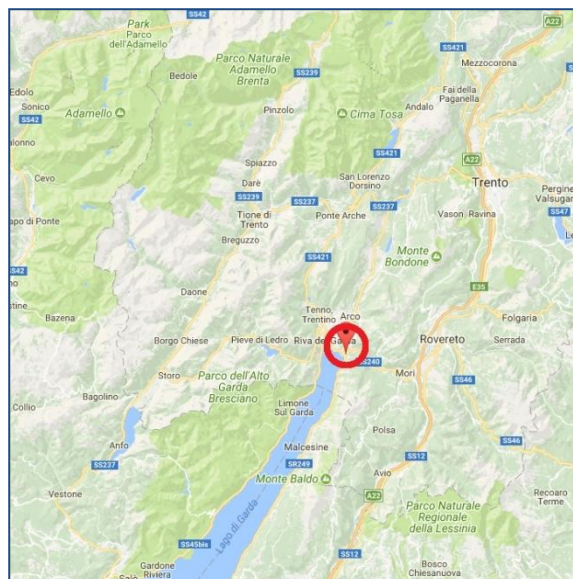 SS42
A22
Park
Parco
dell'Adamello
Parco Naturale
Adamello
Brenta
SS421
Mezzocorona
Bedole
SS239
Edolo
Sonico
SS42
Pinzolo
Andalo
Fai della
Paganella
Adamello
Cima Tosa
SS421
A22
Spiazzo
Cevo
Darè
San Lorenzo
Dorsino
Trento
SS239
SS237
SS237
Pergine
Valsugana
Tione di
Trento
Ponte Arche
Vason
Ravina
SS47
Breguzzo
SS421
Monte
Bondone
SS42
Daone
E35
Bazena
Tenno,
Trentino
Arco
Folgaria
Borgo Chiese
Pieve di Ledro
Riva del Garda
Rovereto
Serrada
SS240
Storo
Mori
SS46
Parco dell'Alto
Garda
Bresciano
Collio
Bagolino
Limone
Sul Garda
Polsa
Anfo
Malcesine
SS46
SS237
SR249
SS12
Monte Baldo
Avio
Vestone
A22
Recoaro
Terme
Parco Naturale
Regionale
della Lessinia
Lago di Garda
SS45bis
SS12
Gardone
Riviera
Salò
Bosco
Chiesanuova